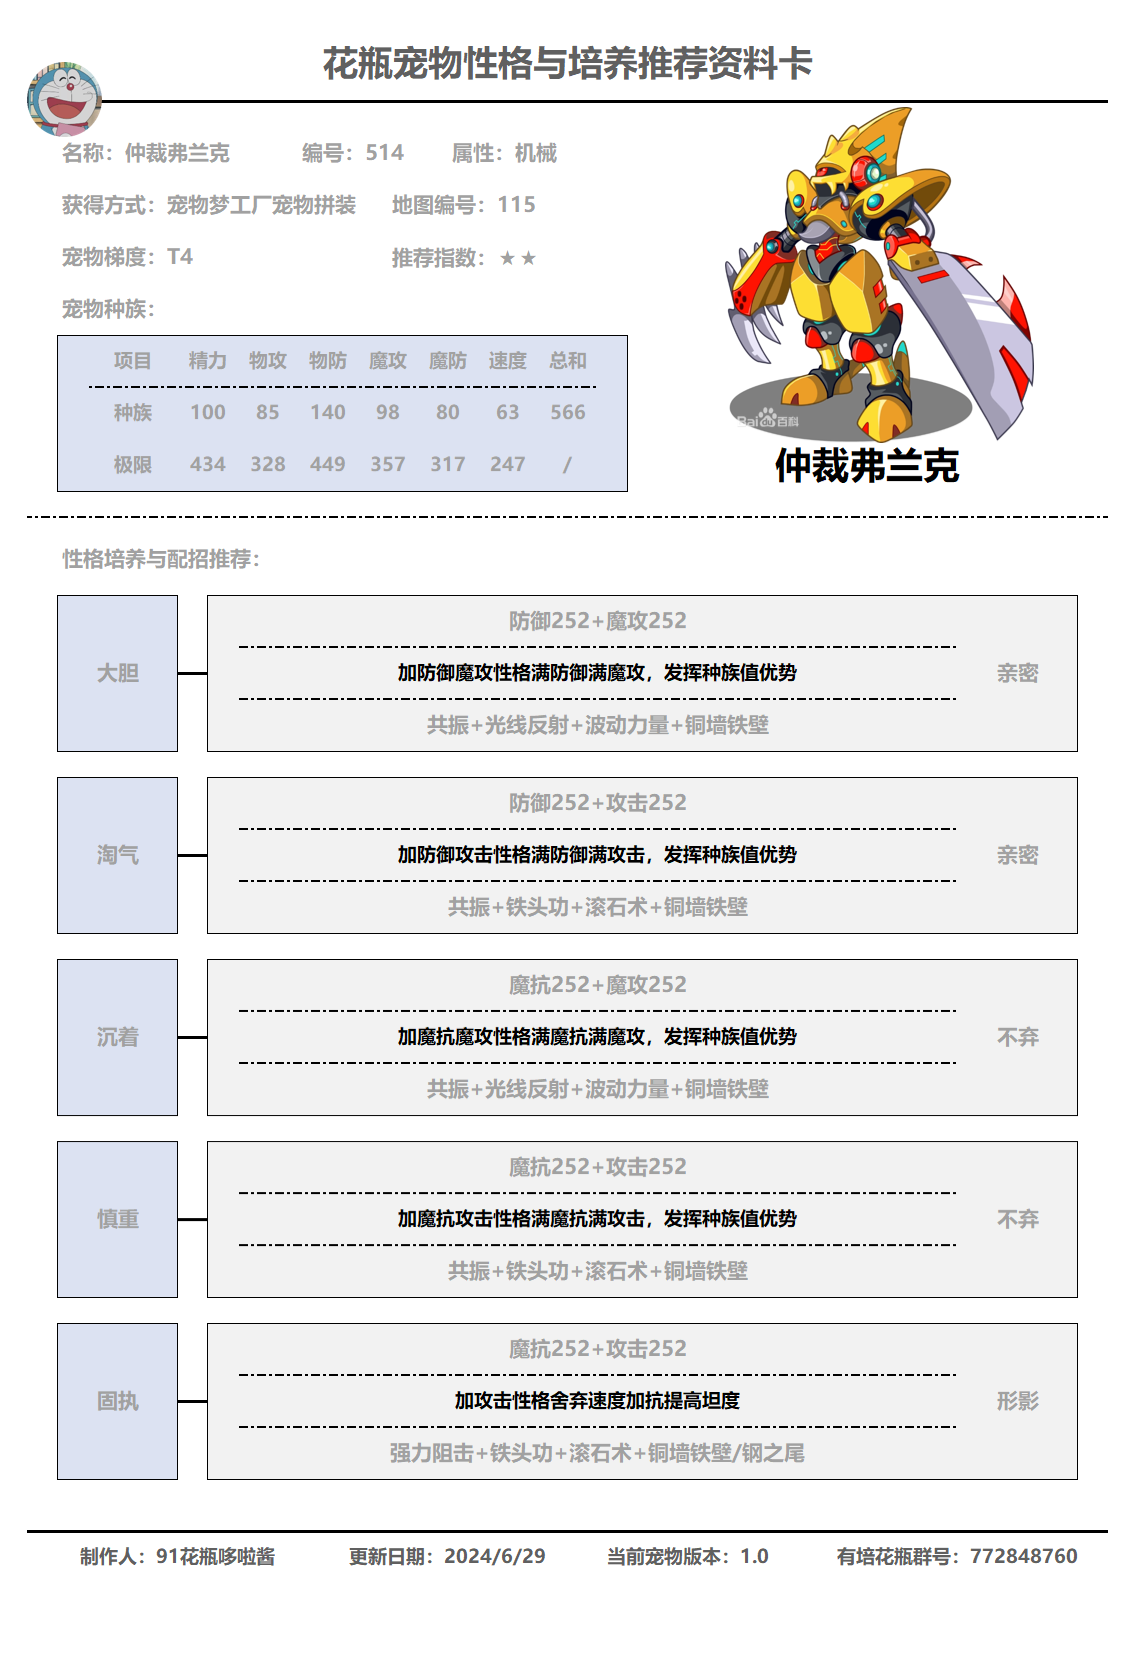 花瓶宠物性格与培养推荐资料卡
名称：仲裁弗兰克 编号：514 属性：机械
获得方式：宠物梦工厂宠物拼装 地图编号：115
宠物梯度：T4 推荐指数：★★
宠物种族：
项目 精力 物攻 物防 魔攻 魔防 速度 总和
种族 100 85 140 98 80 63 566
极限 434 328 449 357 317 247 /
Bai百科
仲裁弗兰克
性格培养与配招推荐：
防御252+魔攻252
大胆 加防御魔攻性格满防御满魔攻，发挥种族值优势 亲密
共振+光线反射+波动力量+铜墙铁壁
防御252+攻击252
淘气 加防御攻击性格满防御满攻击，发挥种族值优势 亲密
共振+铁头功+滚石术+铜墙铁壁
魔抗252+魔攻252
沉着 加魔抗魔攻性格满魔抗满魔攻，发挥种族值优势 不弃
共振+光线反射+波动力量+铜墙铁壁
魔抗252+攻击252
慎重 加魔抗攻击性格满魔抗满攻击，发挥种族值优势 不弃
共振+铁头功+滚石术+铜墙铁壁
魔抗252+攻击252
固执 加攻击性格舍弃速度加抗提高坦度 形影
强力阻击+铁头功+滚石术+铜墙铁壁/钢之尾
制作人：91花瓶哆啦酱 更新日期：2024/6/29 当前宠物版本：1.0 有培花瓶群号：772848760